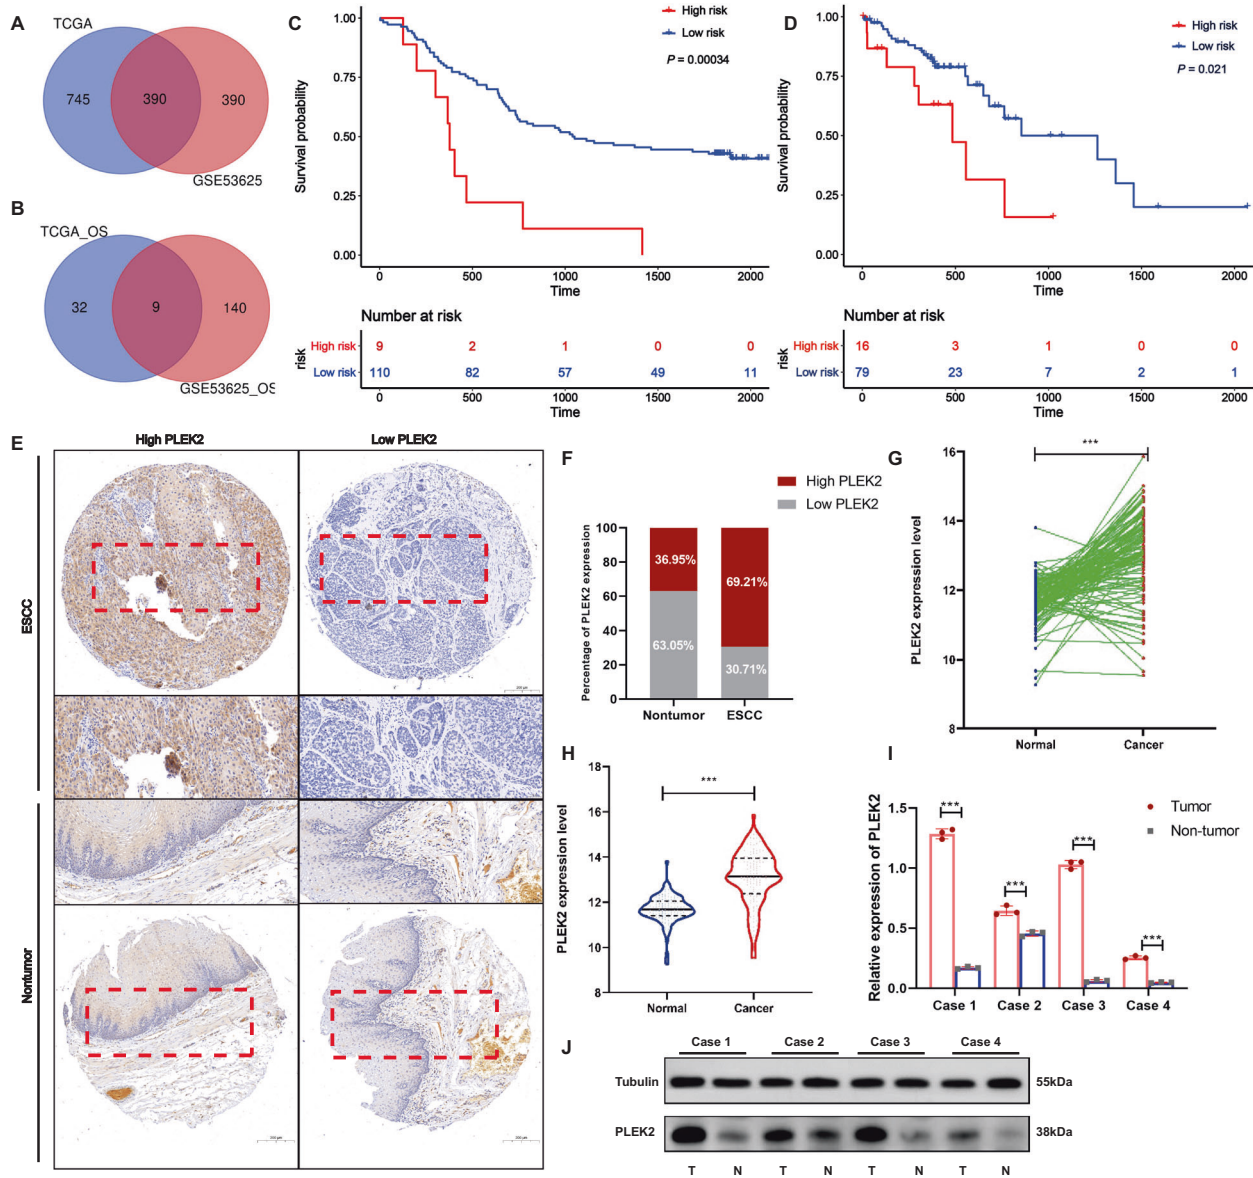 A
TCGA
745
390
390
GSE53625
B
TCGA_OS
32
9
140
GSE53625_OS
C
High risk
Low risk
P = 0.00034
Survival probability
1.00
0.75
0.50
0.25
0.00
0 500 1000 1500 2000
Time
Number at risk
risk
High risk 9 2 1 0 0
Low risk 110 82 57 49 11
0 500 1000 1500 2000
Time
D
High risk
Low risk
P = 0.021
Survival probability
1.00
0.75
0.50
0.25
0.00
0 500 1000 1500 2000
Time
Number at risk
risk
High risk 16 3 1 0 0
Low risk 79 23 7 2 1
0 500 1000 1500 2000
Time
E
High PLEK2 Low PLEK2
ESCC
Nontumor
F
High PLEK2
Low PLEK2
Percentage of PLEK2 expression
100
80
60
40
20
0
36.95%
63.05%
69.21%
30.71%
Nontumor ESCC
G
***
PLEK2 expression level
16
14
12
10
8
Normal Cancer
H
***
PLEK2 expression level
18
16
14
12
10
8
Normal Cancer
I
Tumor
Non-tumor
Relative expression of PLEK2
1.5
1.0
0.5
0.0
***
***
***
***
Case 1 Case 2 Case 3 Case 4
J
Case 1 Case 2 Case 3 Case 4
Tubulin 55kDa
PLEK2 38kDa
T N T N T N T N